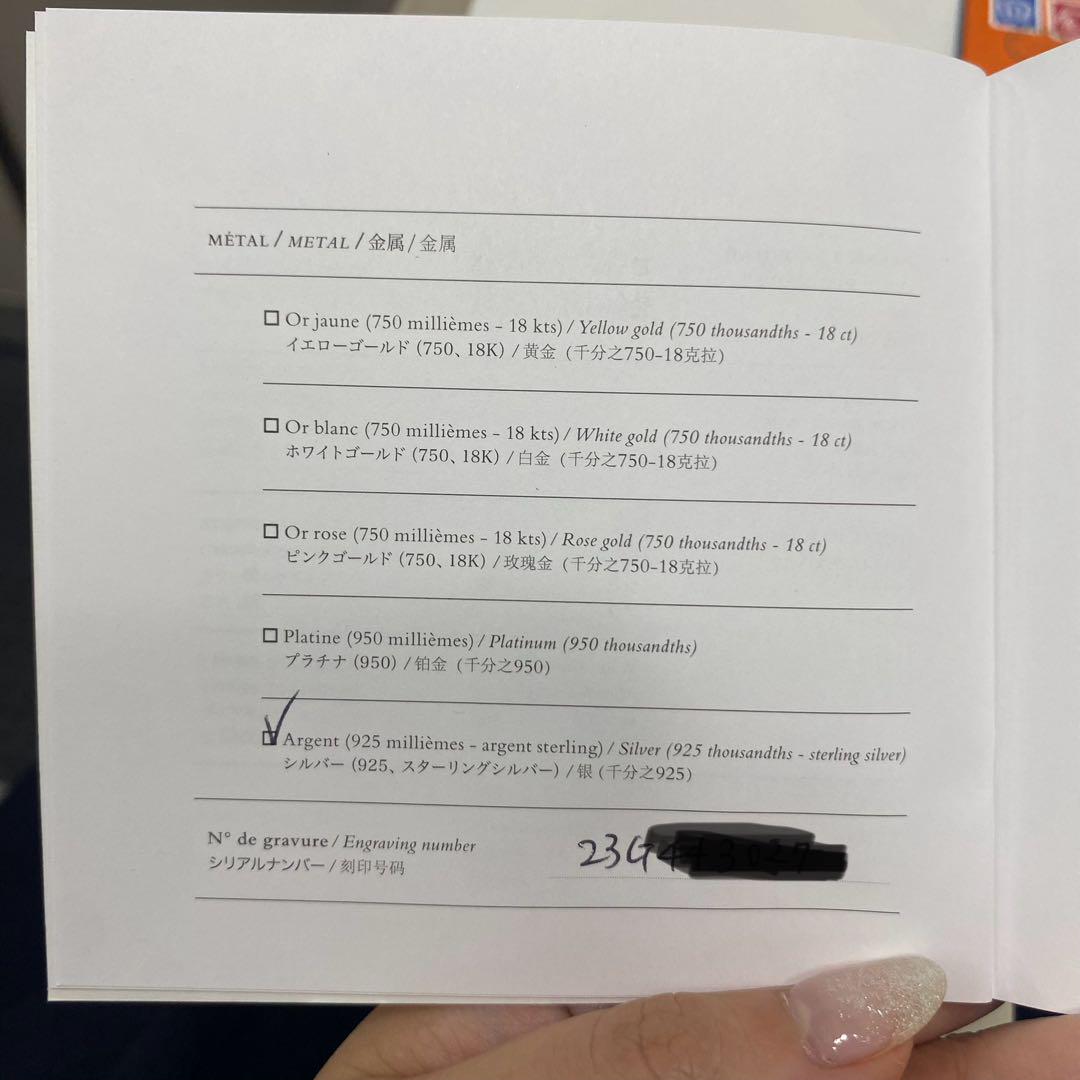 MÉTAL / METAL / 金属 / 金属
Or jaune (750 millièmes - 18 kts) / Yellow gold (750 thousandths - 18 ct)
イエローゴールド (750、18K) / 黄金 (千分之750-18克拉)
Or blanc (750 millièmes - 18 kts) / White gold (750 thousandths - 18 ct)
ホワイトゴールド (750、18K) / 白金 (千分之750-18克拉)
Or rose (750 millièmes - 18 kts) / Rose gold (750 thousandths - 18 ct)
ピンクゴールド (750、18K) / 玫瑰金 (千分之750-18克拉)
Platine (950 millièmes) / Platinum (950 thousandths)
プラチナ (950) / 铂金 (千分之950)
Argent (925 millièmes - argent sterling) / Silver (925 thousandths - sterling silver)
シルバー (925、スターリングシルバー) / 银 (千分之925)
N° de gravure / Engraving number
シリアルナンバー / 刻印号码